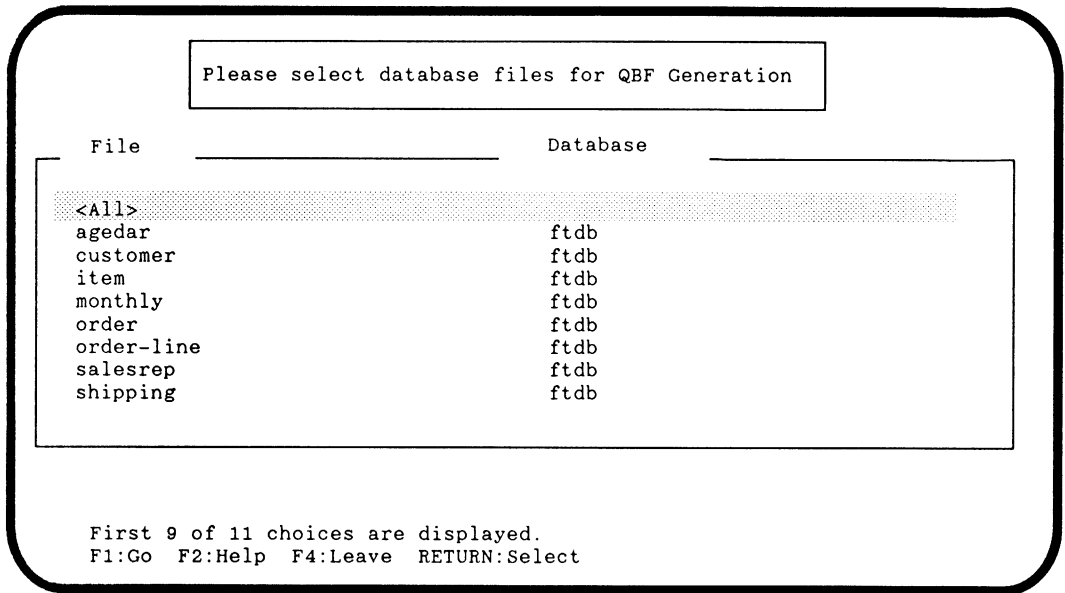 Please select database files for QBF Generation
File Database
<All>
agedar ftdb
customer ftdb
item ftdb
monthly ftdb
order ftdb
order-line ftdb
salesrep ftdb
shipping ftdb
First 9 of 11 choices are displayed.
F1:Go F2:Help F4:Leave RETURN:Select